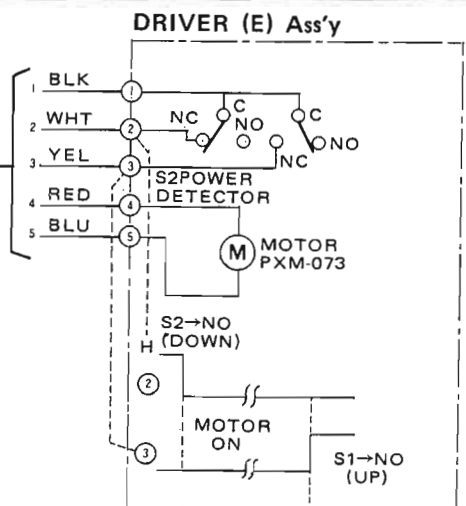 DRIVER (E) Ass'y
1 BLK 1
2 WHT 2
3 YEL 3
4 RED 4
5 BLU 5
NC C NO
C NO
NC
S2POWER
DETECTOR
M
MOTOR
PXM-073
S2→NO
(DOWN)
H
2
MOTOR
ON
3
S1→NO
(UP)